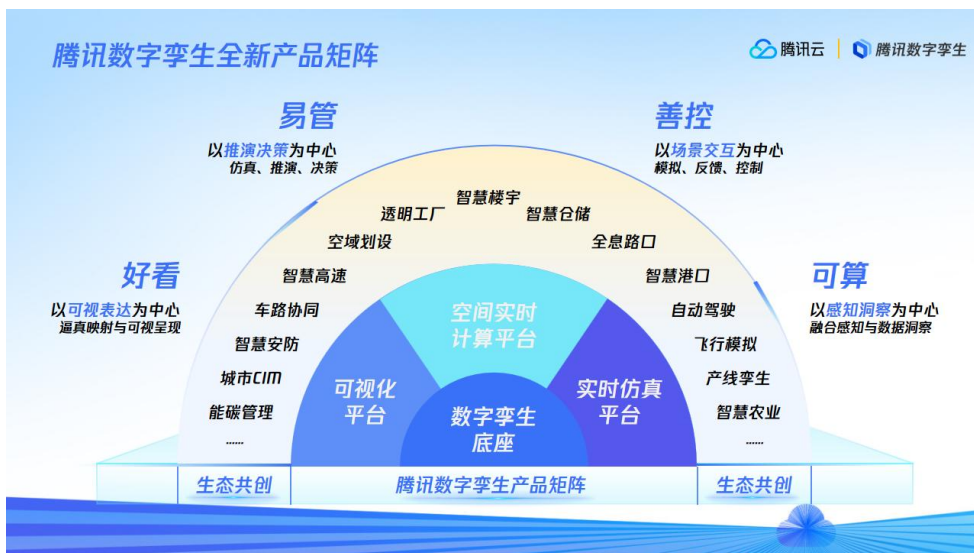 腾讯数字孪生全新产品矩阵
腾讯云
腾讯数字孪生
易管
以推演决策为中心
仿真、推演、决策
善控
以场景交互为中心
模拟、反馈、控制
好看
以可视表达为中心
逼真映射与可视呈现
可算
以感知洞察为中心
融合感知与数据洞察
智慧楼宇
透明工厂
智慧仓储
空域划设
全息路口
智慧高速
智慧港口
车路协同
自动驾驶
智慧安防
飞行模拟
城市CIM
产线孪生
能碳管理
智慧农业
......
......
空间实时
计算平台
可视化
平台
实时仿真
平台
数字孪生
底座
生态共创
腾讯数字孪生产品矩阵
生态共创